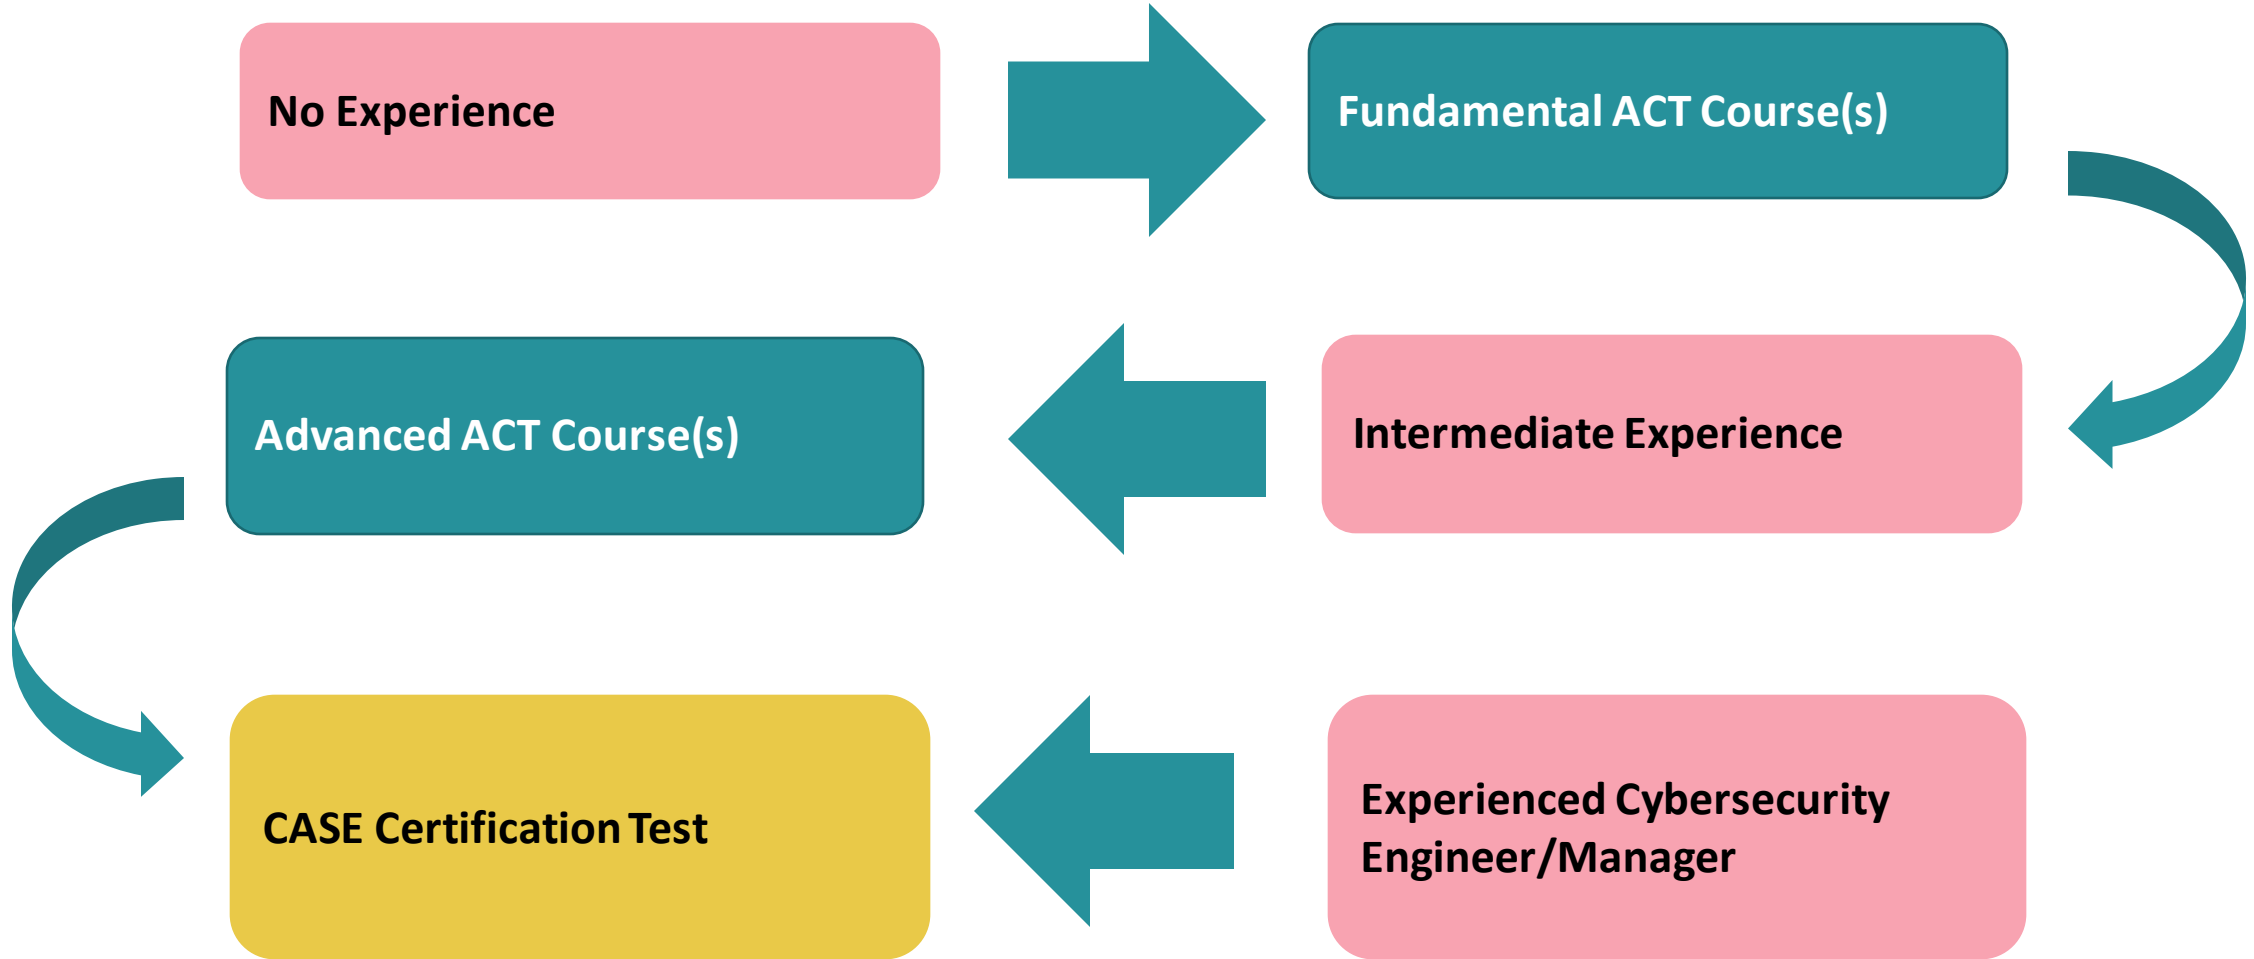 No Experience
Fundamental ACT Course(s)
Advanced ACT Course(s)
Intermediate Experience
CASE Certification Test
Experienced Cybersecurity
Engineer/Manager